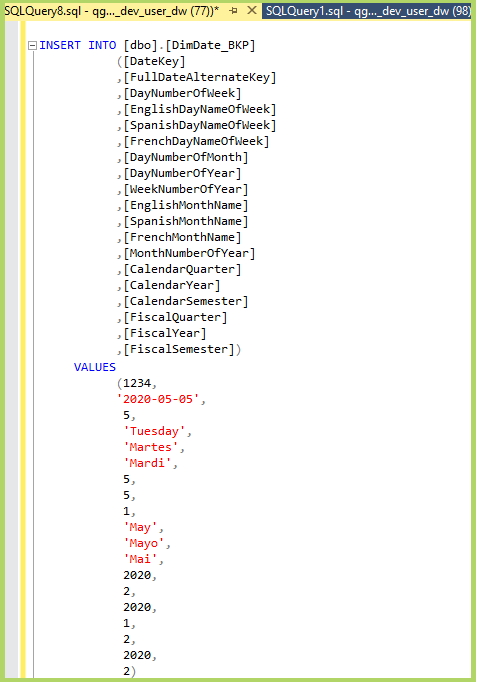 SQLQuery8.sql - qg..._dev_user_dw (77))* SQLQuery1.sql - qg..._dev_user_dw (98)
INSERT INTO [dbo].[DimDate_BKP]
([DateKey]
,[FullDateAlternateKey]
,[DayNumberOfWeek]
,[EnglishDayNameOfWeek]
,[SpanishDayNameOfWeek]
,[FrenchDayNameOfWeek]
,[DayNumberOfMonth]
,[DayNumberOfYear]
,[WeekNumberOfYear]
,[EnglishMonthName]
,[SpanishMonthName]
,[FrenchMonthName]
,[MonthNumberOfYear]
,[CalendarQuarter]
,[CalendarYear]
,[CalendarSemester]
,[FiscalQuarter]
,[FiscalYear]
,[FiscalSemester])
VALUES
(1234,
'2020-05-05',
5,
'Tuesday',
'Martes',
'Mardi',
5,
5,
1,
'May',
'Mayo',
'Mai',
2020,
2,
2020,
1,
2,
2020,
2)